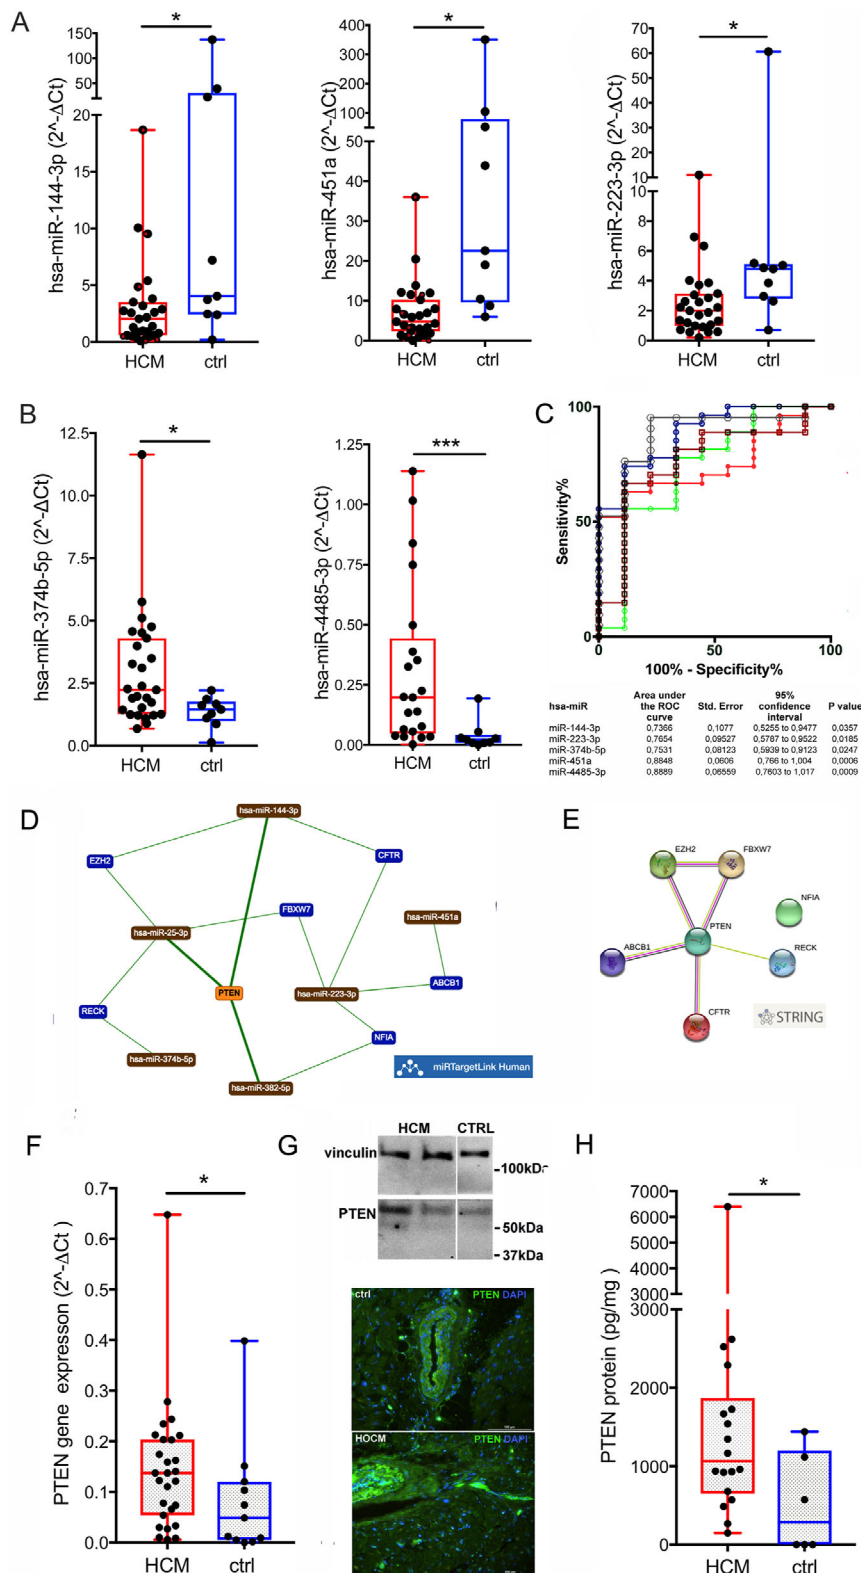 A
hsa-miR-144-3p (2^-ΔCt)
150
100
50
20
15
10
5
0
*
HCM
ctrl
hsa-miR-451a (2^-ΔCt)
400
300
200
100
50
40
30
20
10
0
*
HCM
ctrl
hsa-miR-223-3p (2^-ΔCt)
70
60
50
40
30
20
10
10
8
6
4
2
0
*
HCM
ctrl
B
hsa-miR-374b-5p (2^-ΔCt)
12.5
10.0
7.5
5.0
2.5
0.0
*
HCM
ctrl
hsa-miR-4485-3p (2^-ΔCt)
1.25
1.00
0.75
0.50
0.25
0.00
***
HCM
ctrl
C
Sensitivity%
100
50
0
0 50 100
100% - Specificity%
hsa-miR Area under the ROC curve Std. Error 95% confidence interval P value
miR-144-3p 0,7366 0,1077 0,5255 to 0,9477 0,0357
miR-223-3p 0,7654 0,09527 0,5787 to 0,9522 0,0185
miR-374b-5p 0,7531 0,08123 0,5939 to 0,9123 0,0247
miR-451a 0,8848 0,0606 0,766 to 1,004 0,0006
miR-4485-3p 0,8889 0,06559 0,7603 to 1,017 0,0009
D
hsa-miR-144-3p
EZH2
CFTR
FBXW7
hsa-miR-451a
hsa-miR-25-3p
PTEN
hsa-miR-223-3p
ABCB1
RECK
NFIA
hsa-miR-374b-5p
miRTargetLink Human
hsa-miR-382-5p
E
EZH2
FBXW7
NFIA
PTEN
ABCB1
RECK
CFTR
STRING
F
PTEN gene expresson (2^-ΔCt)
0.7
0.6
0.5
0.4
0.3
0.2
0.1
0.0
*
HCM
ctrl
G
HCM CTRL
vinculin
-100kDa
PTEN
-50kDa
-37kDa
ctrl
PTEN DAPI
HOCM
PTEN DAPI
H
PTEN protein (pg/mg)
7000
6000
5000
4000
3000
3000
2000
1000
0
*
HCM
ctrl